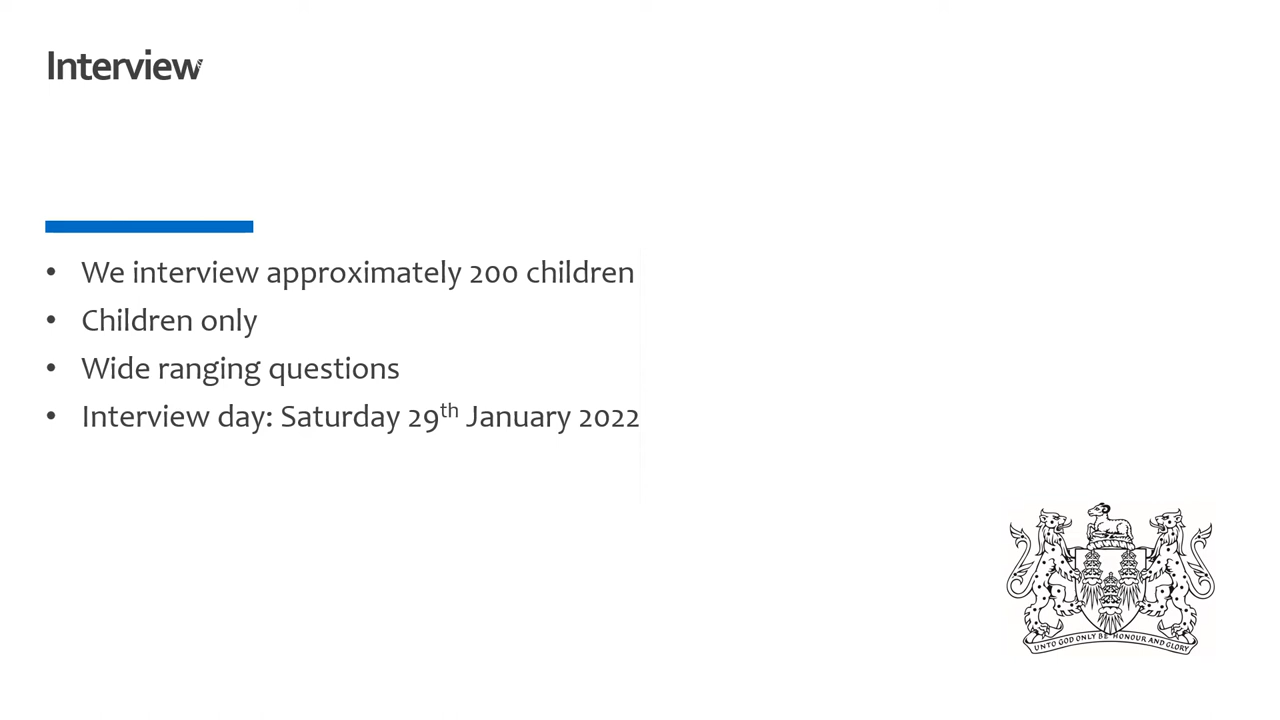 Interview
• We interview approximately 200 children
• Children only
• Wide ranging questions
• Interview day: Saturday 29th January 2022
UNTO GOD ONLY BE HONOUR AND GLORY